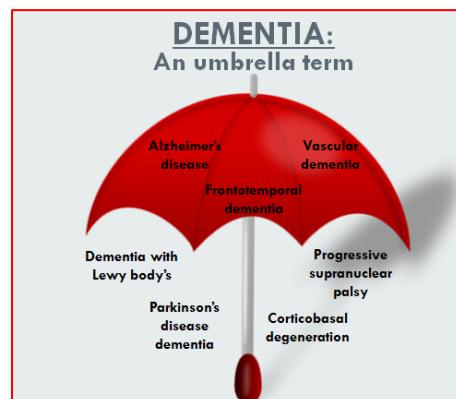 DEMENTIA:
An umbrella term
Alzheimer's
disease
Vascular
dementia
Frontotemporal
dementia
Dementia with
Lewy body's
Progressive
supranuclear
palsy
Parkinson's
disease
dementia
Corticobasal
degeneration